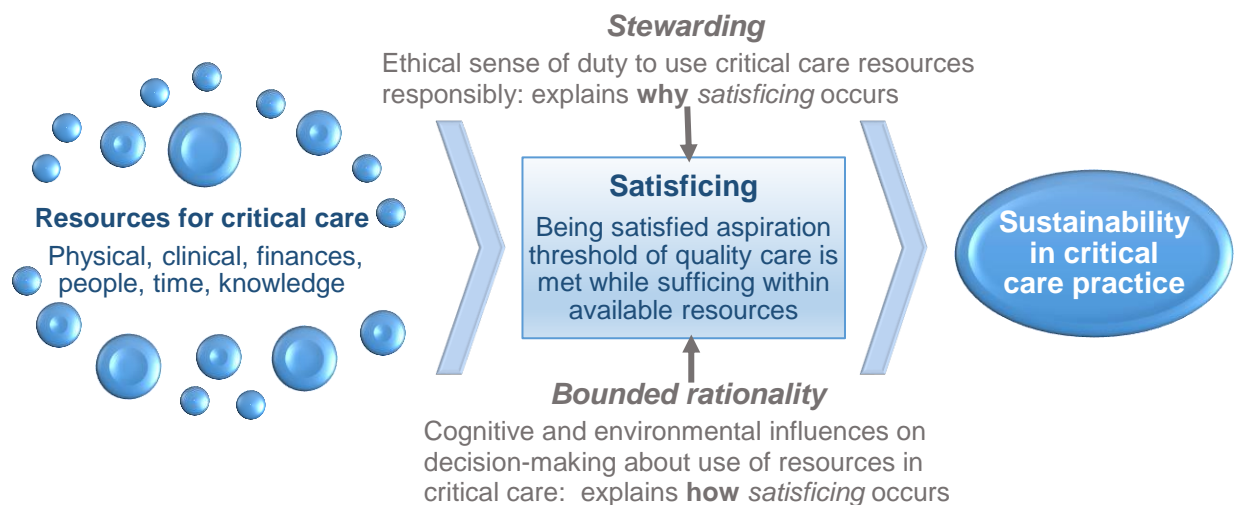 Stewarding
Ethical sense of duty to use critical care resources
responsibly: explains why satisficing occurs
Resources for critical care
Physical, clinical, finances,
people, time, knowledge
Satisficing
Being satisfied aspiration
threshold of quality care is
met while sufficing within
available resources
Sustainability
in critical
care practice
Bounded rationality
Cognitive and environmental influences on
decision-making about use of resources in
critical care:  explains how satisficing occurs